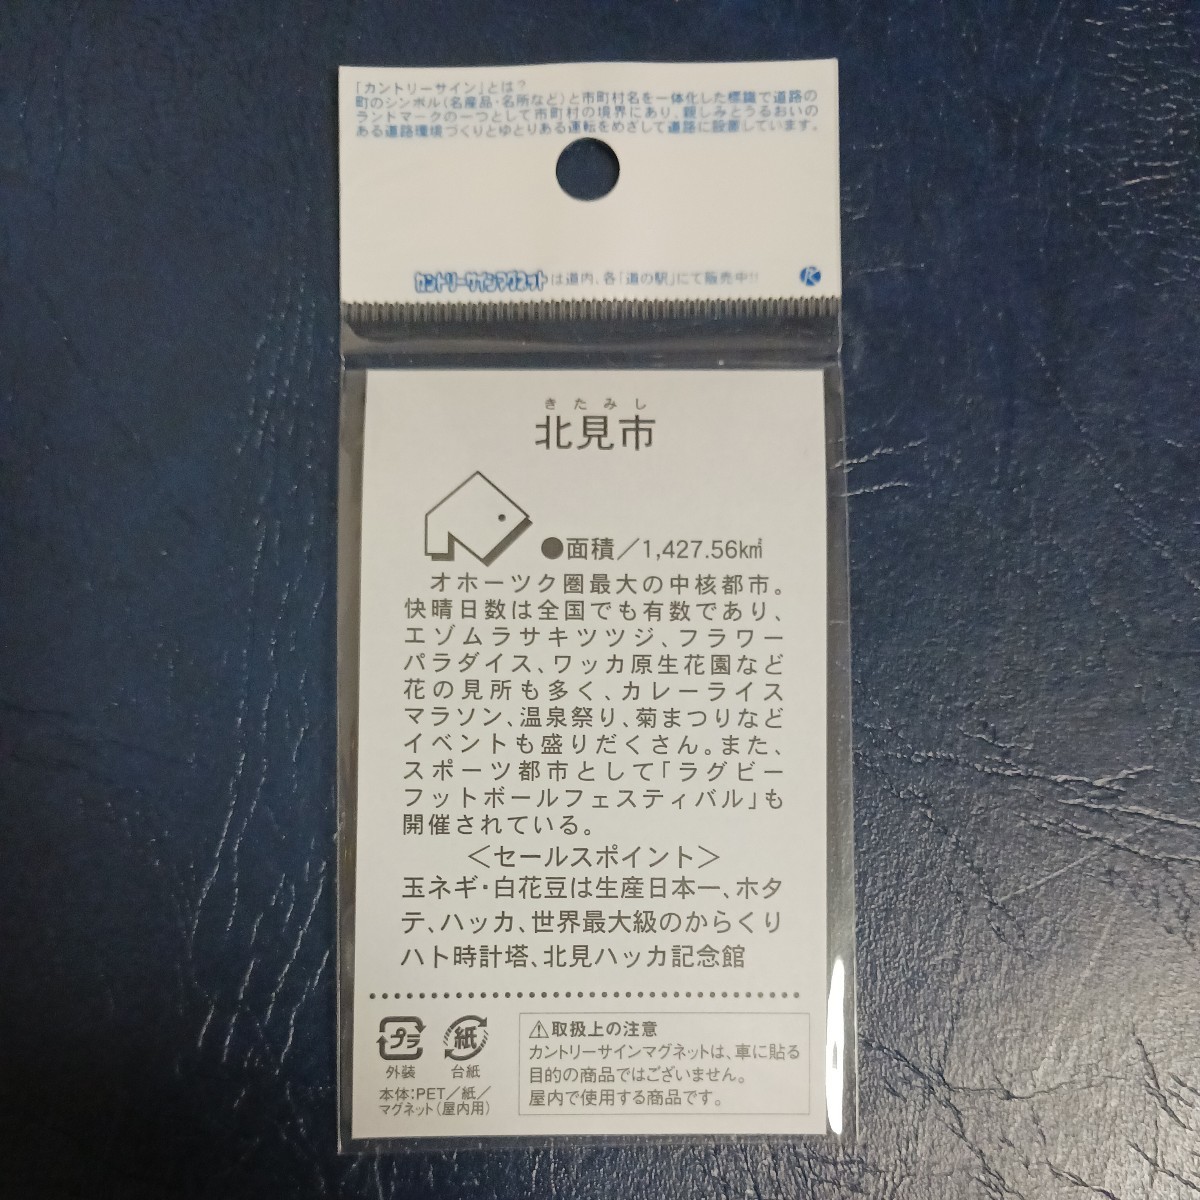 「カントリーサイン」とは?
町のシンボル(名産品・名所など)と市町村名を一体化した標識で道路の
ランドマークの一つとして市町村の境界にあり、親しみとうるおいの
ある道路環境づくりとゆとりある運転をめざして道路に設置しています。
カントリーサインマグネットは道内、各「道の駅」にて販売中!!
きたみし
北見市
●面積/1,427.56k㎡
オホーツク圏最大の中核都市。
快晴日数は全国でも有数であり、
エゾムラサキツツジ、フラワー
パラダイス、ワッカ原生花園など
花の見所も多く、カレーライス
マラソン、温泉祭り、菊まつりなど
イベントも盛りだくさん。また、
スポーツ都市として「ラグビー
フットボールフェスティバル」も
開催されている。
＜セールスポイント＞
玉ネギ・白花豆は生産日本一、ホタ
テ、ハッカ、世界最大級のからくり
ハト時計塔、北見ハッカ記念館
プラ
外装
紙
台紙
本体:PET/紙/
マグネット(屋内用)
⚠取扱上の注意
カントリーサインマグネットは、車に貼る
目的の商品ではございません。
屋内で使用する商品です。